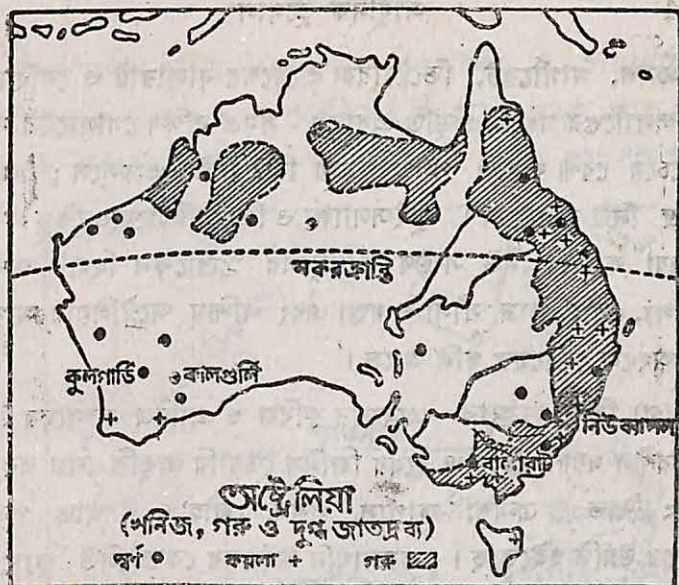 মকরক্রান্তি
কুলগার্ডি
কালগুর্লি
নিউক্যাসল
বালারাট
অষ্ট্রেলিয়া
(খনিজ, গরু ও দুগ্ধ জাতদ্রব্য)
স্বর্ণ • কয়লা + গরু